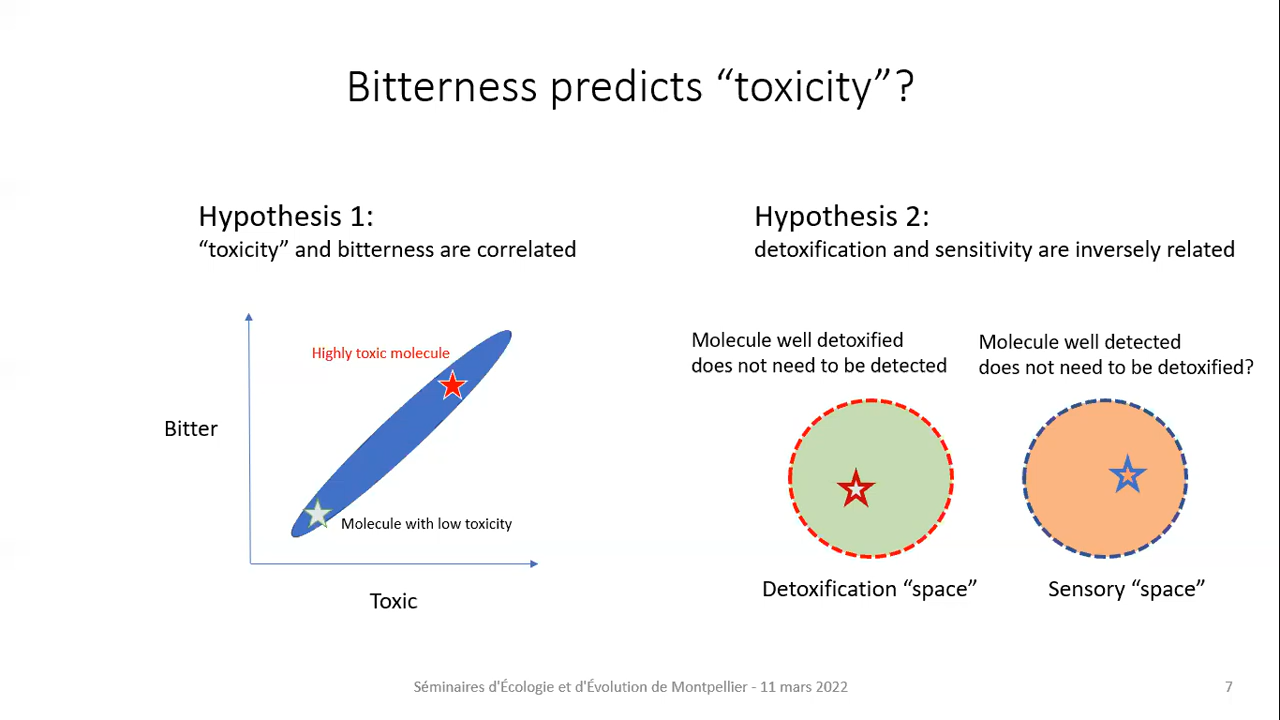 Bitterness predicts “toxicity”?
Hypothesis 1:
“toxicity” and bitterness are correlated
Highly toxic molecule
Bitter
Molecule with low toxicity
Toxic
Hypothesis 2:
detoxification and sensitivity are inversely related
Molecule well detoxified
does not need to be detected
Molecule well detected
does not need to be detoxified?
Detoxification “space”
Sensory “space”
Séminaires d'Écologie et d'Évolution de Montpellier - 11 mars 2022
7